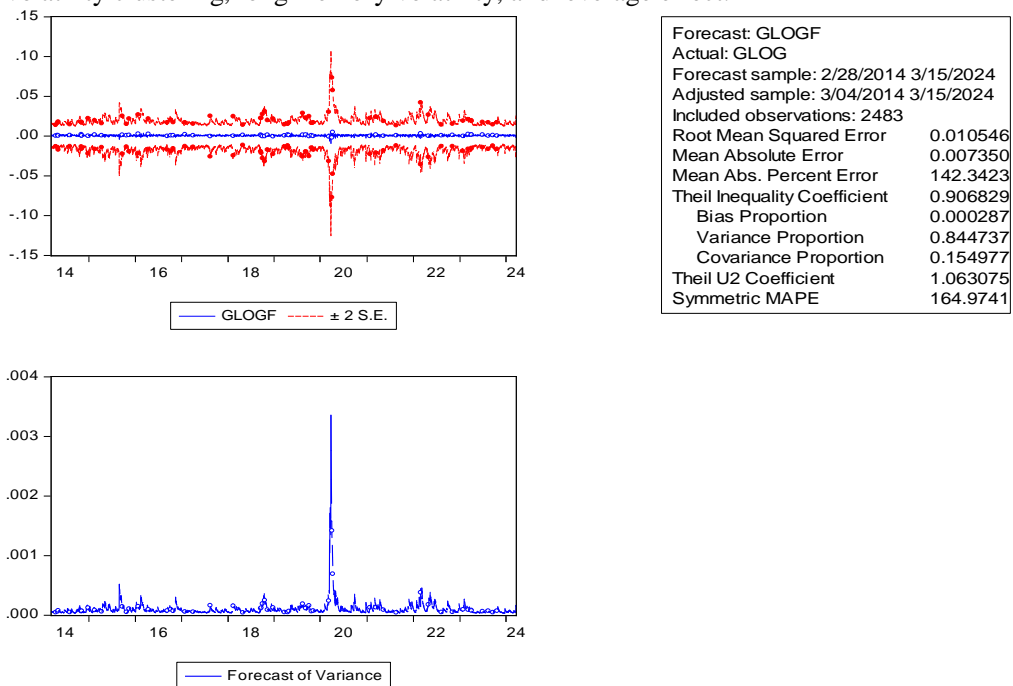 .15
.10
.05
.00
-.05
-.10
-.15
14 16 18 20 22 24
GLOGF ± 2 S.E.
Forecast: GLOGF
Actual: GLOG
Forecast sample: 2/28/2014 3/15/2024
Adjusted sample: 3/04/2014 3/15/2024
Included observations: 2483
Root Mean Squared Error 0.010546
Mean Absolute Error 0.007350
Mean Abs. Percent Error 142.3423
Theil Inequality Coefficient 0.906829
Bias Proportion 0.000287
Variance Proportion 0.844737
Covariance Proportion 0.154977
Theil U2 Coefficient 1.063075
Symmetric MAPE 164.9741
.004
.003
.002
.001
.000
14 16 18 20 22 24
Forecast of Variance